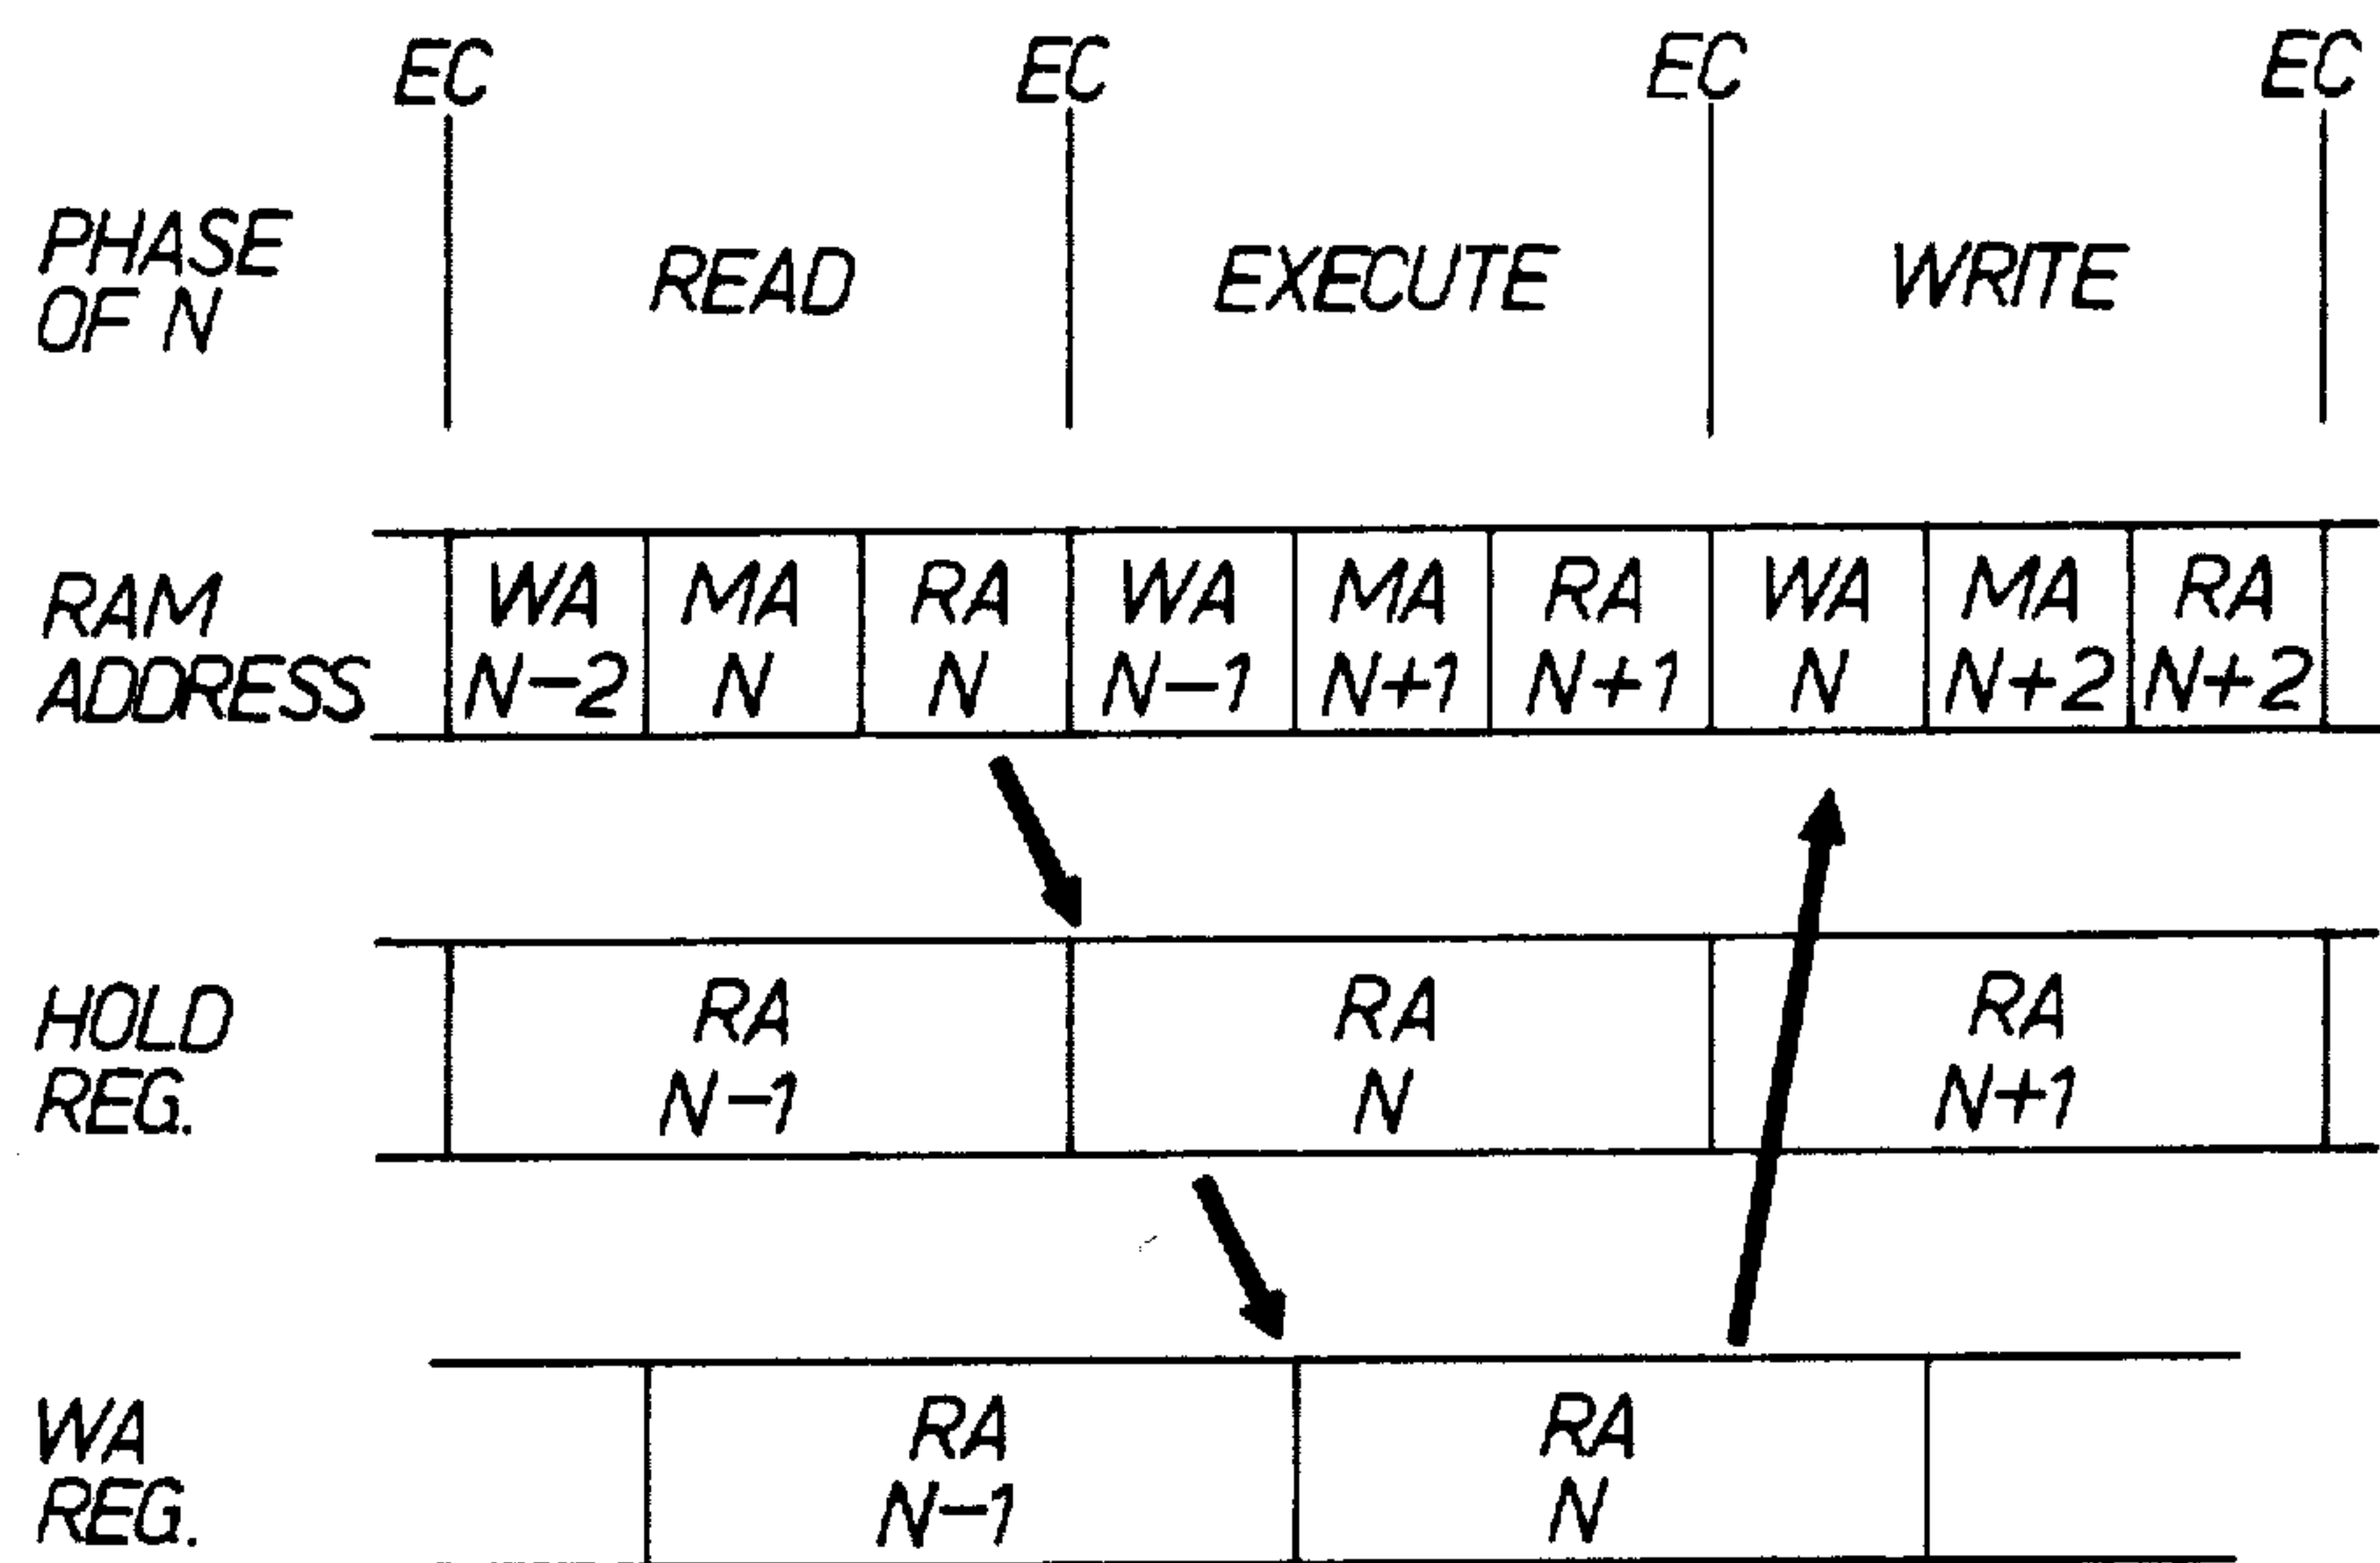 EC EC EC EC
PHASE
OF N
READ EXECUTE WRITE
RAM
ADDRESS
WA MA RA WA MA RA WA MA RA
N-2 N N N-1 N+1 N+1 N N+2 N+2
HOLD
REG.
RA RA RA
N-1 N N+1
WA
REG.
RA RA
N-1 N